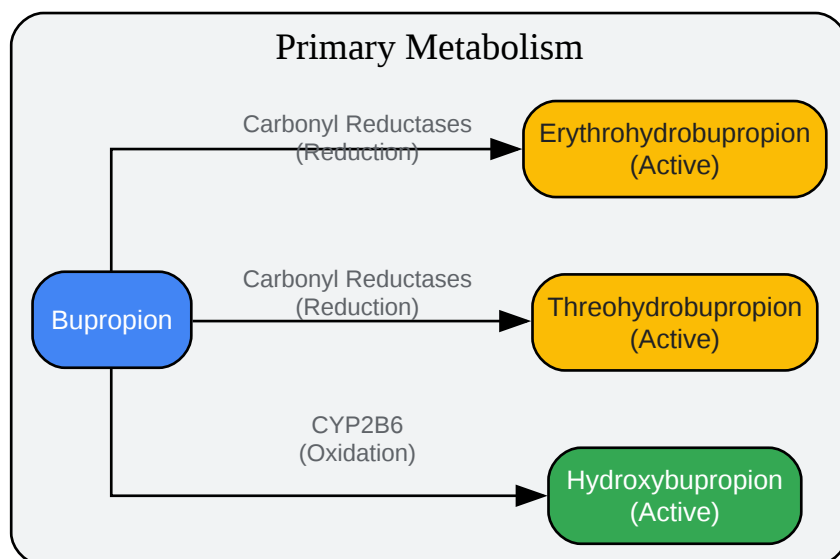 Primary Metabolism
Carbonyl Reductases
(Reduction)
Erythrohydrobupropion
(Active)
Bupropion
Carbonyl Reductases
(Reduction)
Threohydrobupropion
(Active)
CYP2B6
(Oxidation)
Hydroxybupropion
(Active)